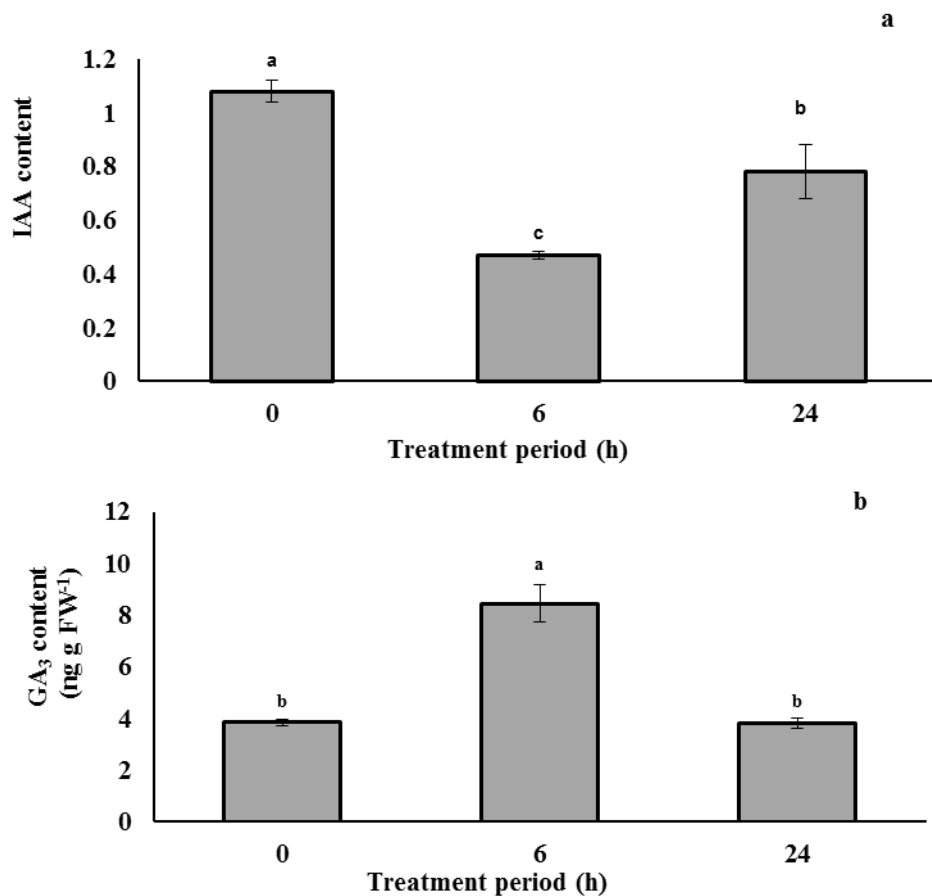 a
1.2
1
0.8
0.6
0.4
0.2
0
IAA content
a
c
b
0 6 24
Treatment period (h)
b
12
10
8
6
4
2
0
GA₃ content
(ng g FW⁻¹)
b
a
b
0 6 24
Treatment period (h)